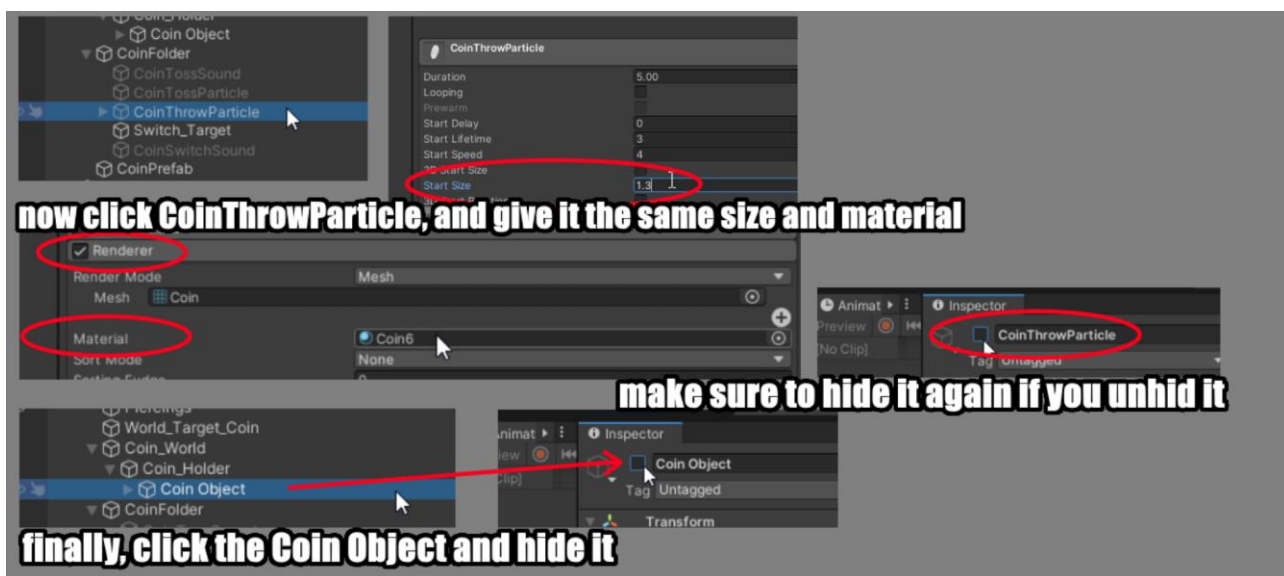 Coin_Holder
Coin Object
CoinFolder
CoinTossSound
CoinTossParticle
CoinThrowParticle
Switch_Target
CoinSwitchSound
CoinPrefab
CoinThrowParticle
Duration 5.00
Looping
Prewarm
Start Delay 0
Start Lifetime 3
Start Speed 4
3D Start Size
Start Size 1.3
now click CoinThrowParticle, and give it the same size and material
Renderer
Render Mode Mesh
Mesh Coin
Material Coin6
Sort Mode None
Animat Inspector
Preview
[No Clip] CoinThrowParticle
Tag Untagged
make sure to hide it again if you unhid it
World_Target_Coin
Coin_World
Coin_Holder
Coin Object
CoinFolder
Inspector
Coin Object
Tag Untagged
Transform
finally, click the Coin Object and hide it